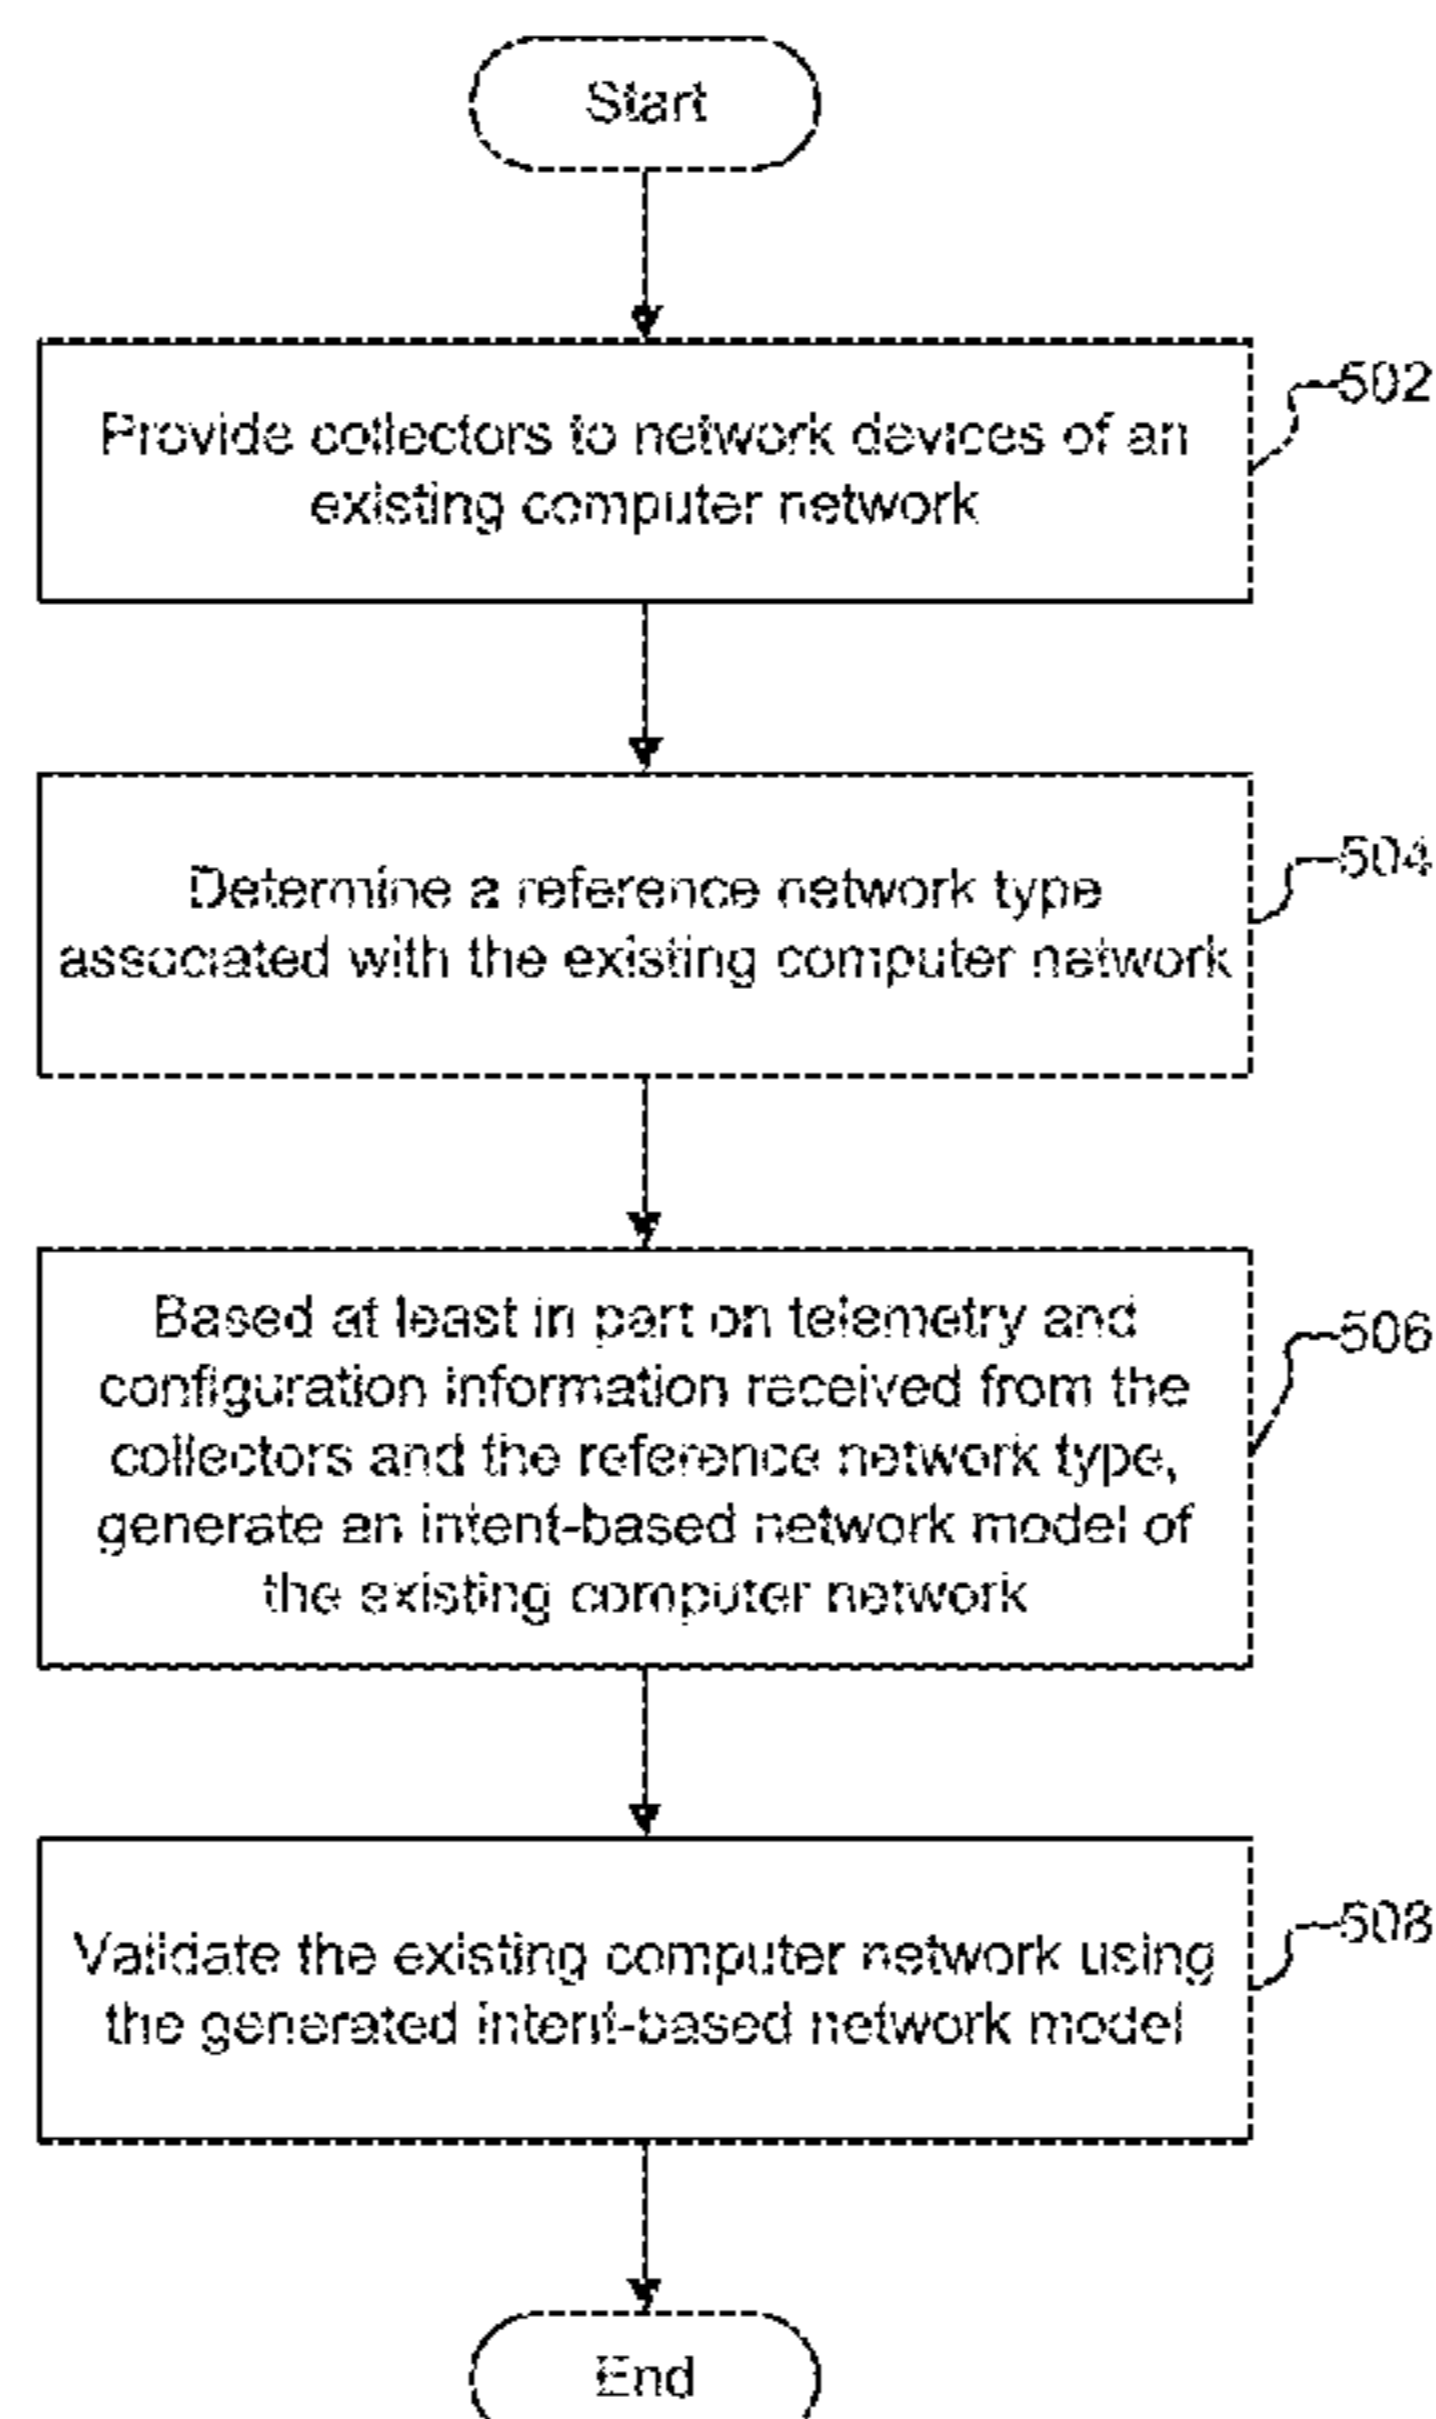 Start
Provide collectors to network devices of an
existing computer network
502
Determine a reference network type
associated with the existing computer network
504
Based at least in part on telemetry and
configuration information received from the
collectors and the reference network type,
generate an intent-based network model of
the existing computer network
506
Validate the existing computer network using
the generated intent-based network model
508
End